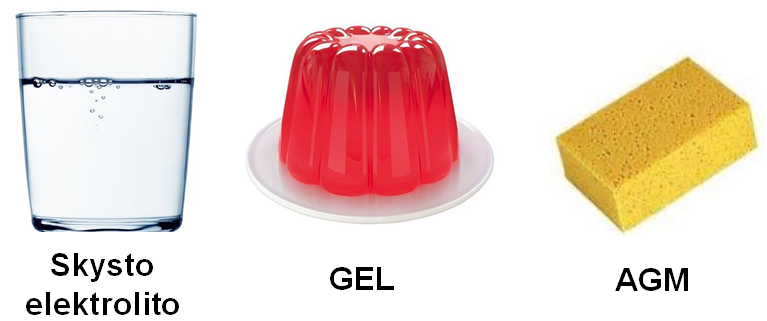 Skysto
elektrolito
GEL
AGM